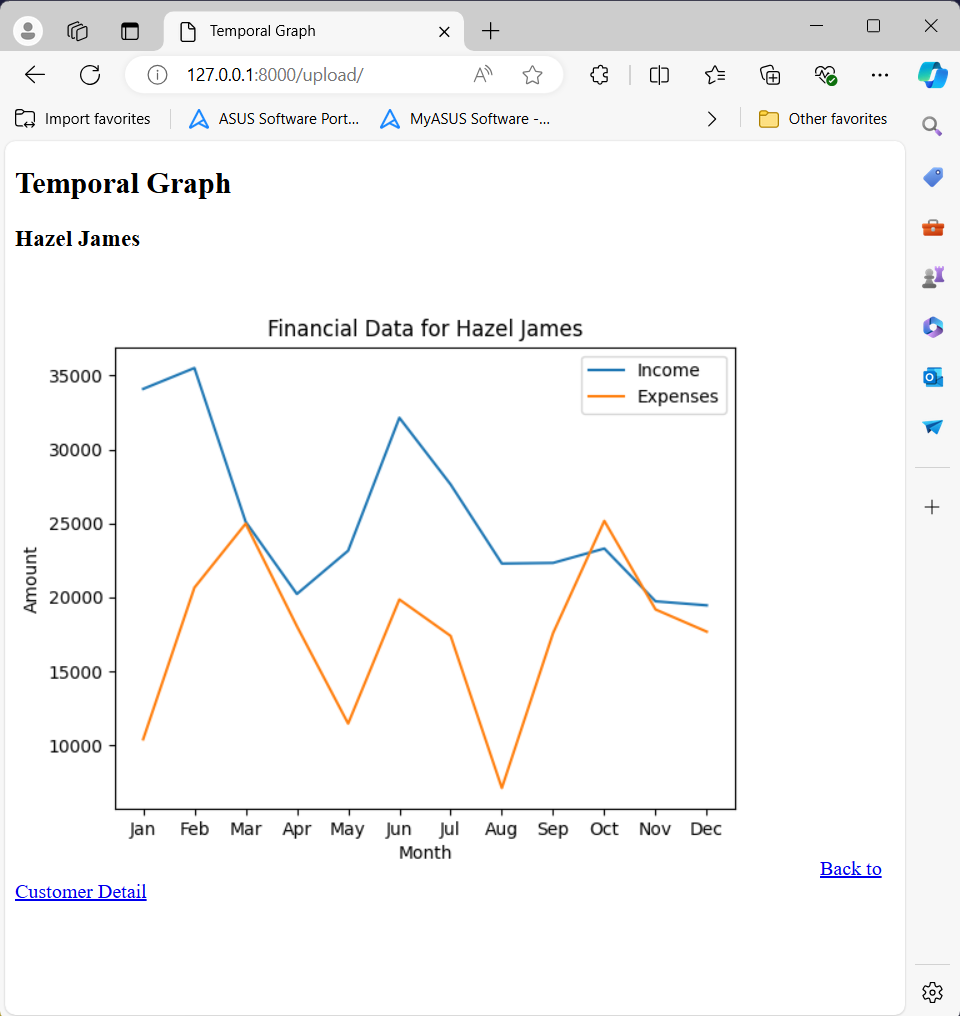 Temporal Graph
127.0.0.1:8000/upload/
Import favorites
ASUS Software Port...
MyASUS Software -...
Other favorites
Temporal Graph
Hazel James
Financial Data for Hazel James
Income
Expenses
35000
30000
25000
20000
15000
10000
Amount
Jan Feb Mar Apr May Jun Jul Aug Sep Oct Nov Dec
Month
Back to
Customer Detail